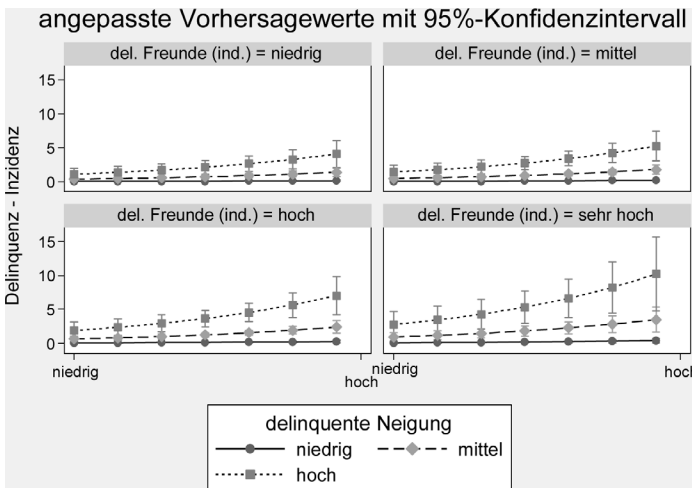 angepasste Vorhersagewerte mit 95%-Konfidenzintervall
del. Freunde (ind.) = niedrig
del. Freunde (ind.) = mittel
15
10
5
0
del. Freunde (ind.) = hoch
del. Freunde (ind.) = sehr hoch
15
10
5
0
Delinquenz - Inzidenz
niedrig
hoch
niedrig
hoch
delinquente Neigung
niedrig
mittel
hoch